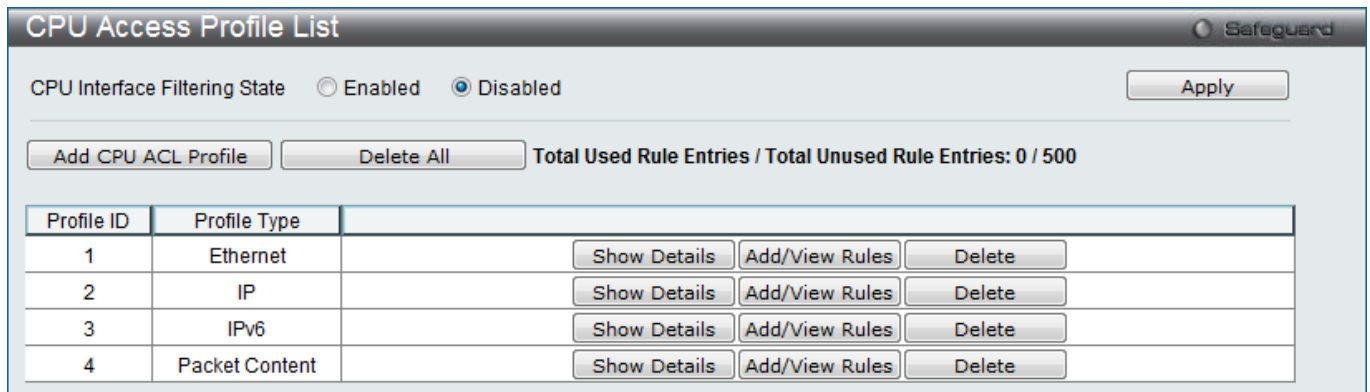 CPU Access Profile List
Safeguard
CPU Interface Filtering State Enabled Disabled Apply
Add CPU ACL Profile Delete All Total Used Rule Entries / Total Unused Rule Entries: 0 / 500
Profile ID Profile Type
1 Ethernet Show Details Add/View Rules Delete
2 IP Show Details Add/View Rules Delete
3 IPv6 Show Details Add/View Rules Delete
4 Packet Content Show Details Add/View Rules Delete